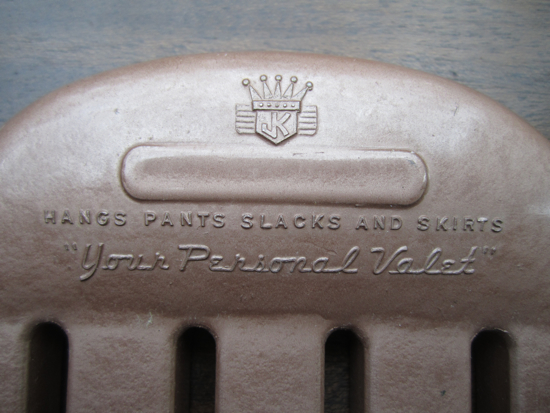 JK
HANGS PANTS SLACKS AND SKIRTS
"Your Personal Valet"